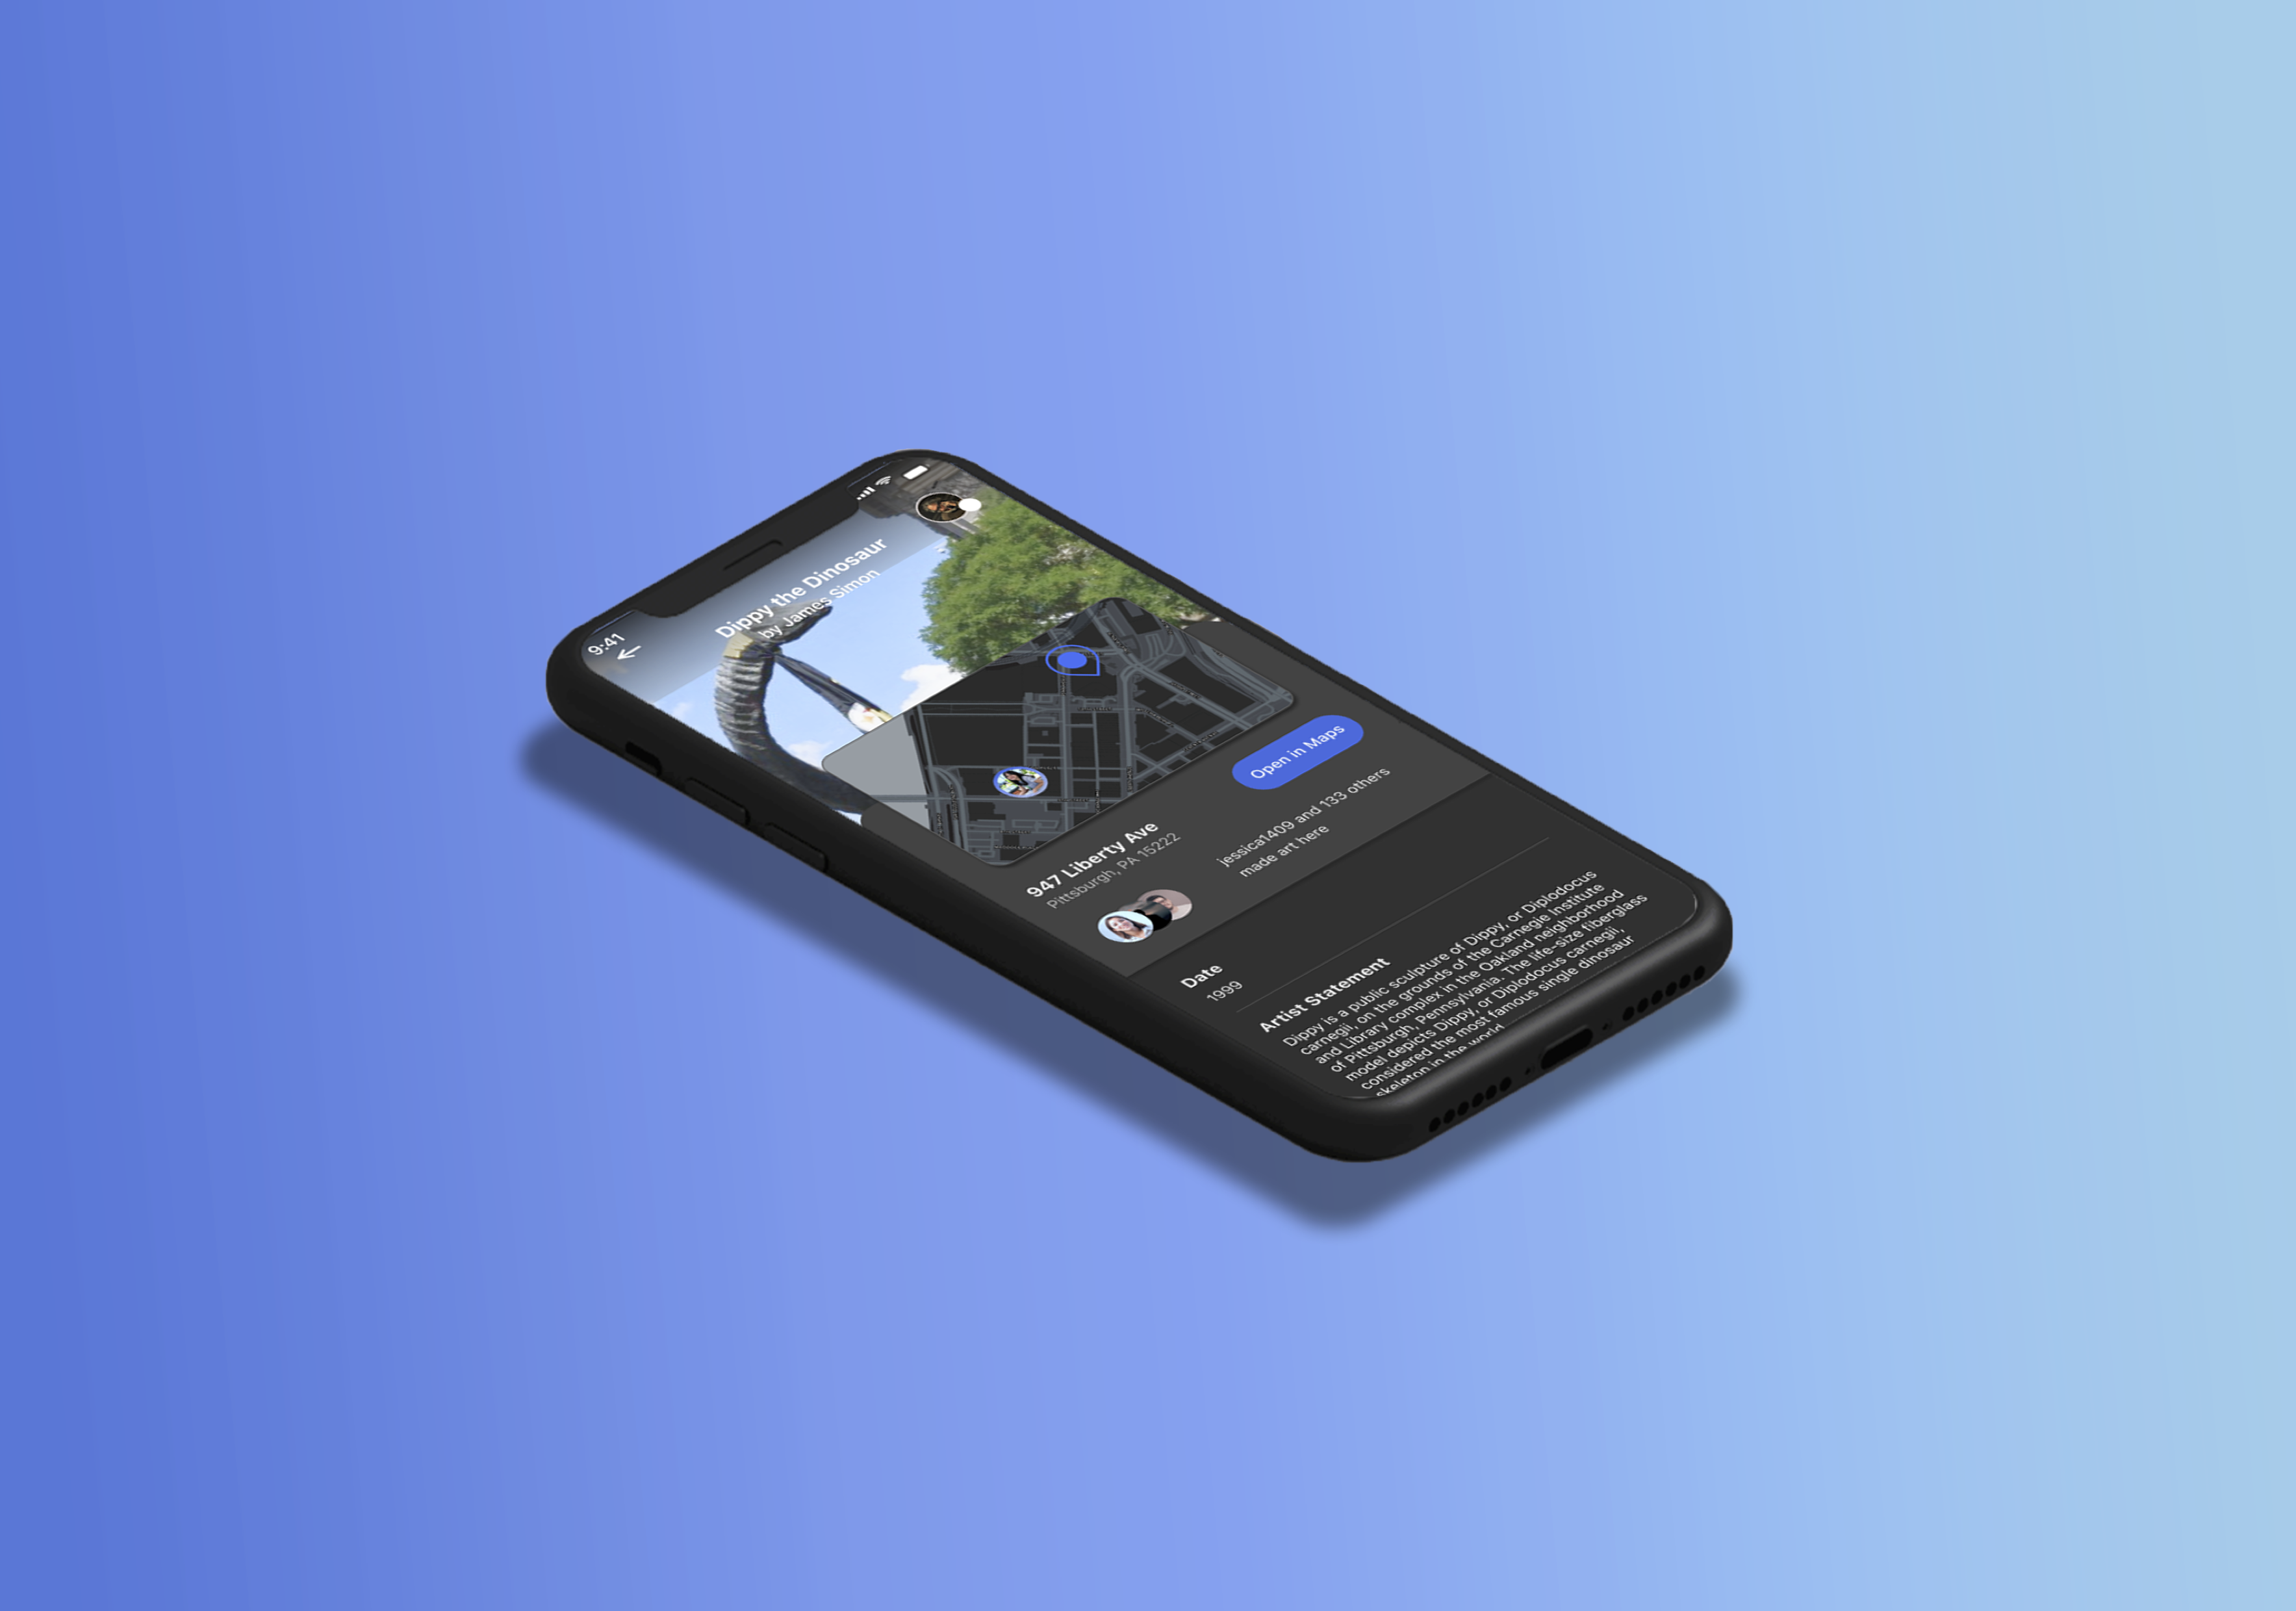 9:41
Dippy the Dinosaur
by James Simon
947 Liberty Ave
Pittsburgh, PA 15222
Open in Maps
jessica1409 and 133 others
made art here
Date
1999
Artist Statement
Dippy is a public sculpture of Dippy, or Diplodocus
carnegii, on the grounds of the Carnegie Institute
and Library complex in the Oakland neighborhood
of Pittsburgh, Pennsylvania. The life-size fiberglass
model depicts Dippy, or Diplodocus carnegii,
considered the most famous single dinosaur
skeleton in the world